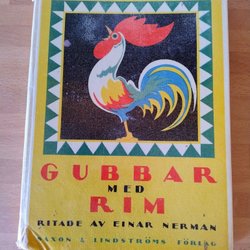 GUBBAR
MED
RIM
RITADE AV EINAR NERMAN
SAXON & LINDSTRÖMS FÖRLAG